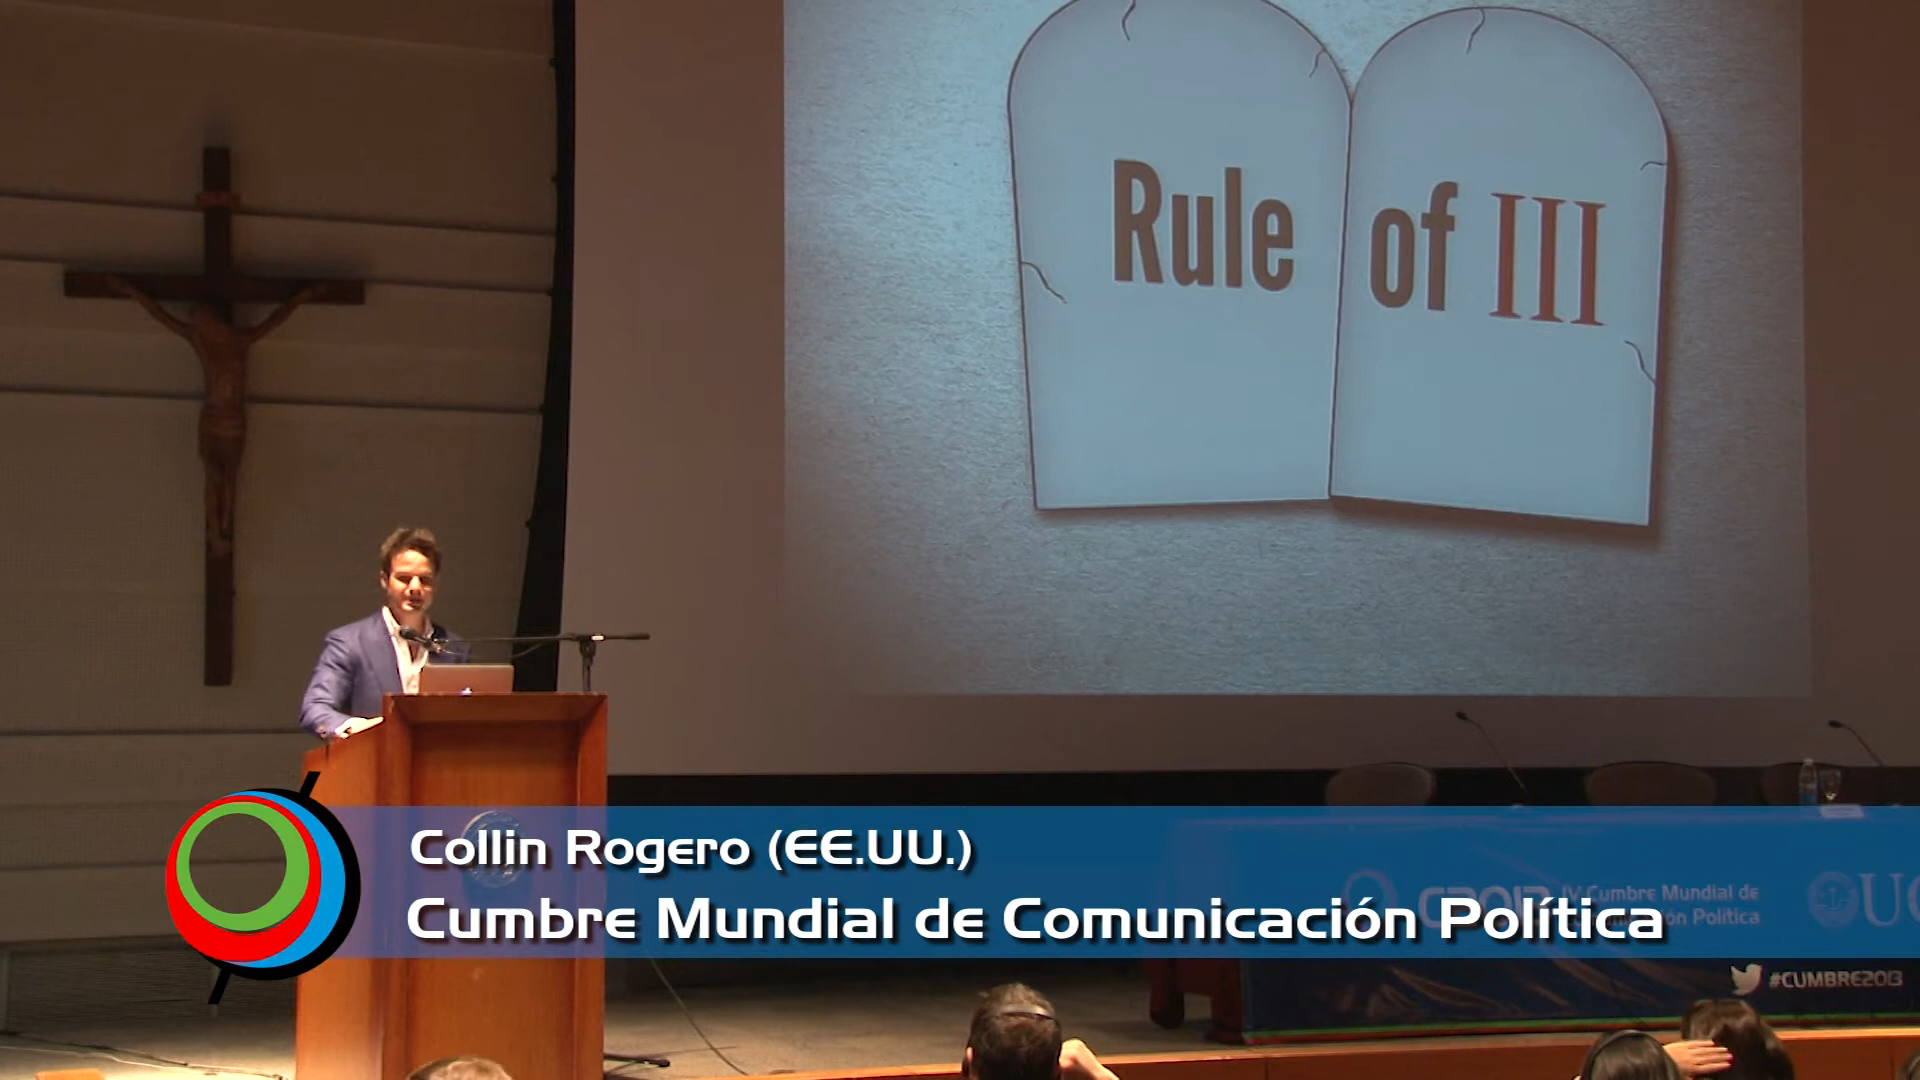 Rule of III
Collin Rogero (EE.UU.)
Cumbre Mundial de Comunicación Política
IV Cumbre Mundial de
Política
#CUMBRE2013